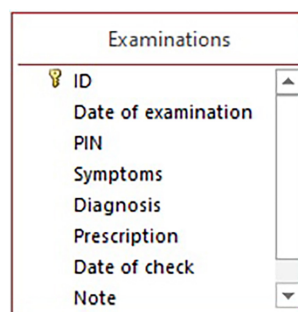 Examinations
ID
Date of examination
PIN
Symptoms
Diagnosis
Prescription
Date of check
Note